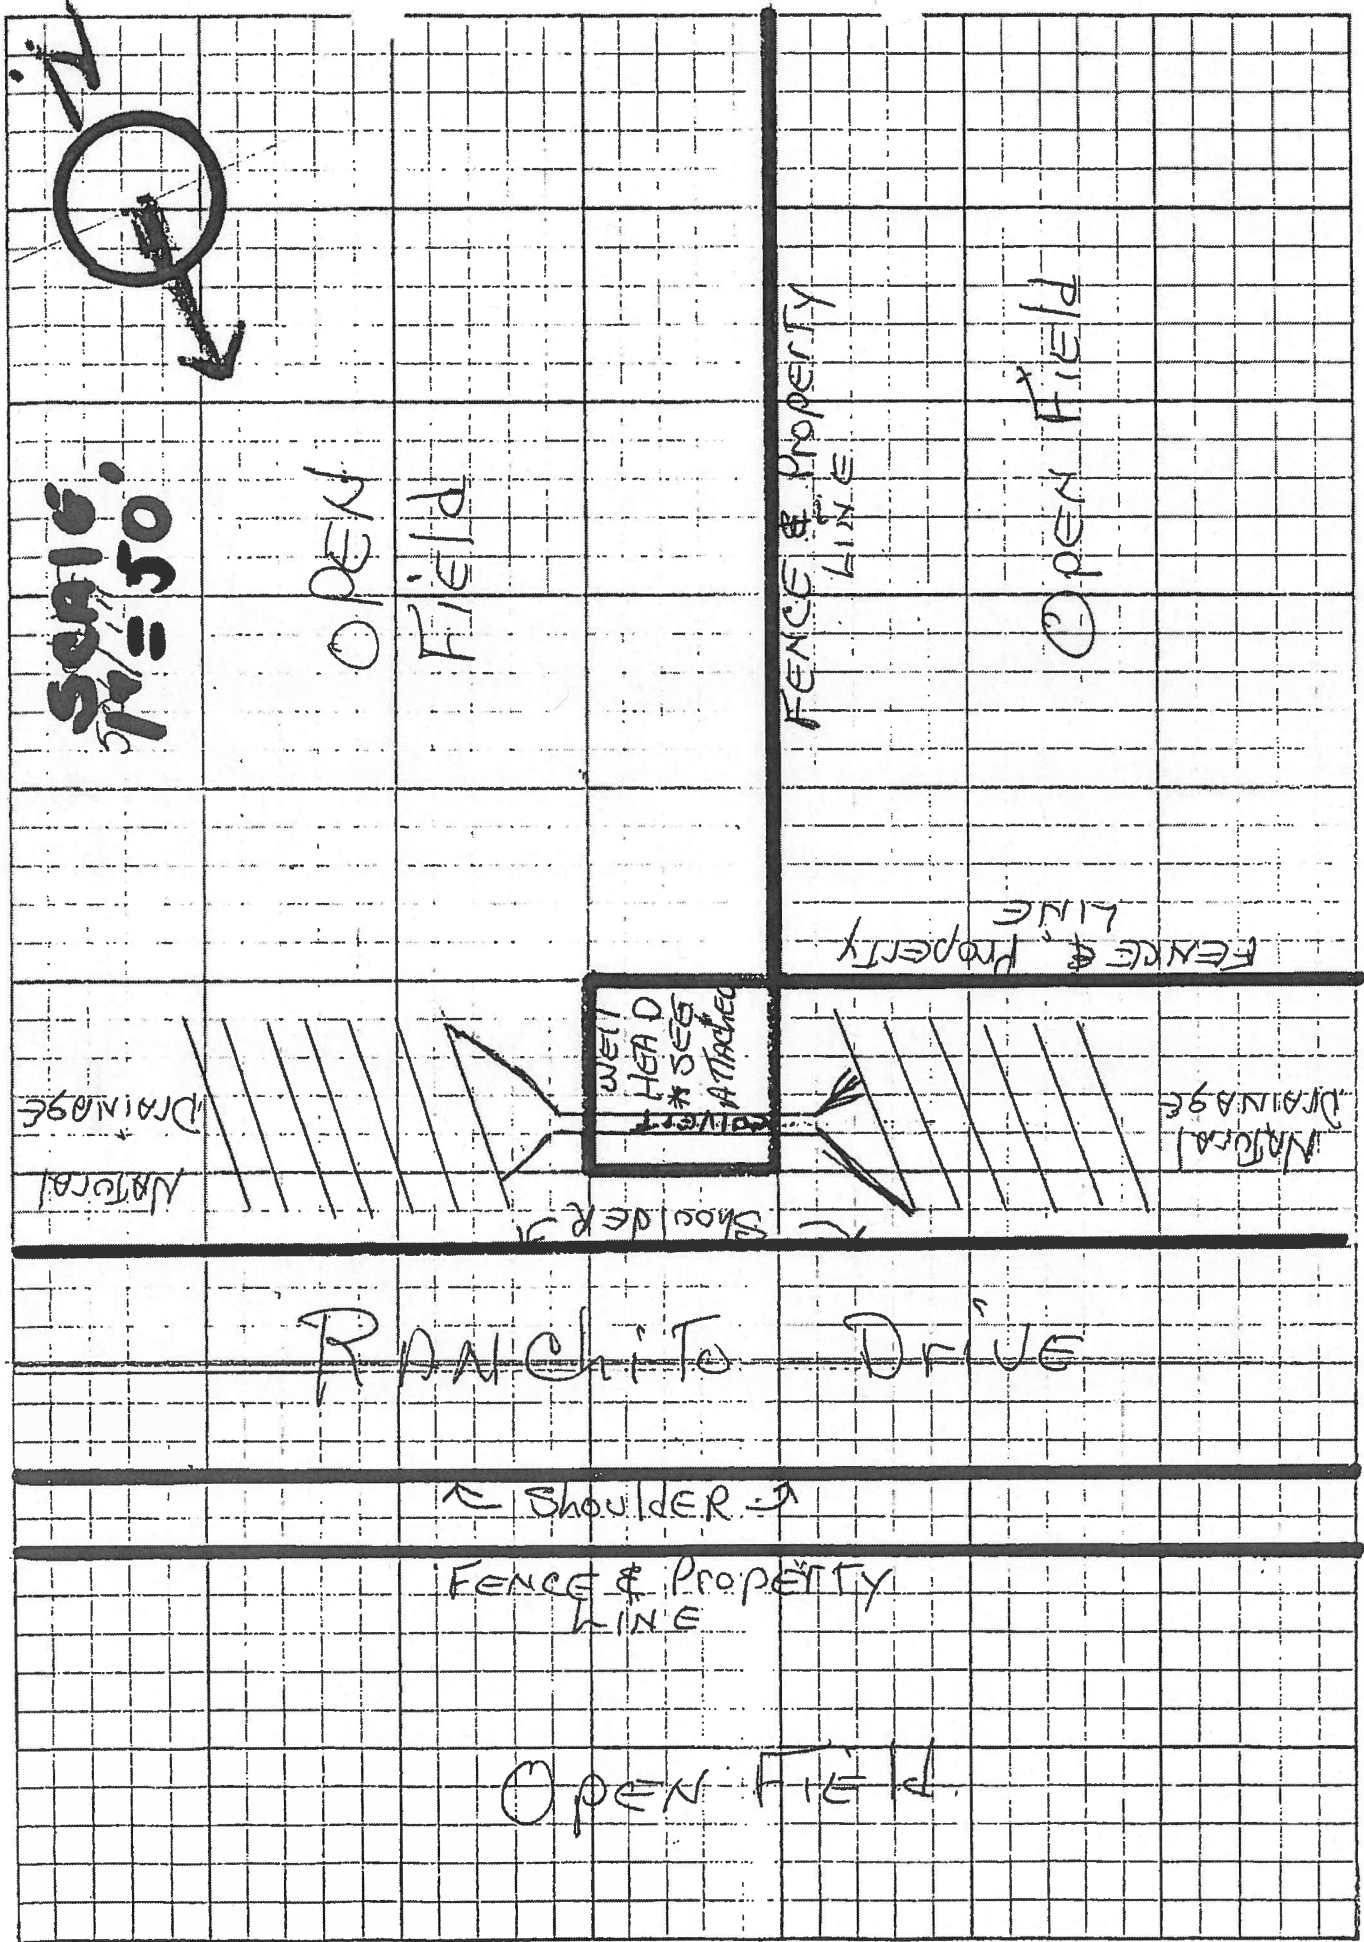 N
SCAlE
1" = 50'
OPEN
FiEld
FENCE & PropERTY
LINE
OpEN FIEld
FENCE & PropERTY
LINE
WEll
HEAD
* SEE
ATTACHED
CUlVERT
NATUrAl
DrAiNAgE
NATUrAl
DRAiNAgE
ShoulDER
RANChiTo DriVE
ShoulдER
FENCE & PropERTY
LINE
OpEN FiEld